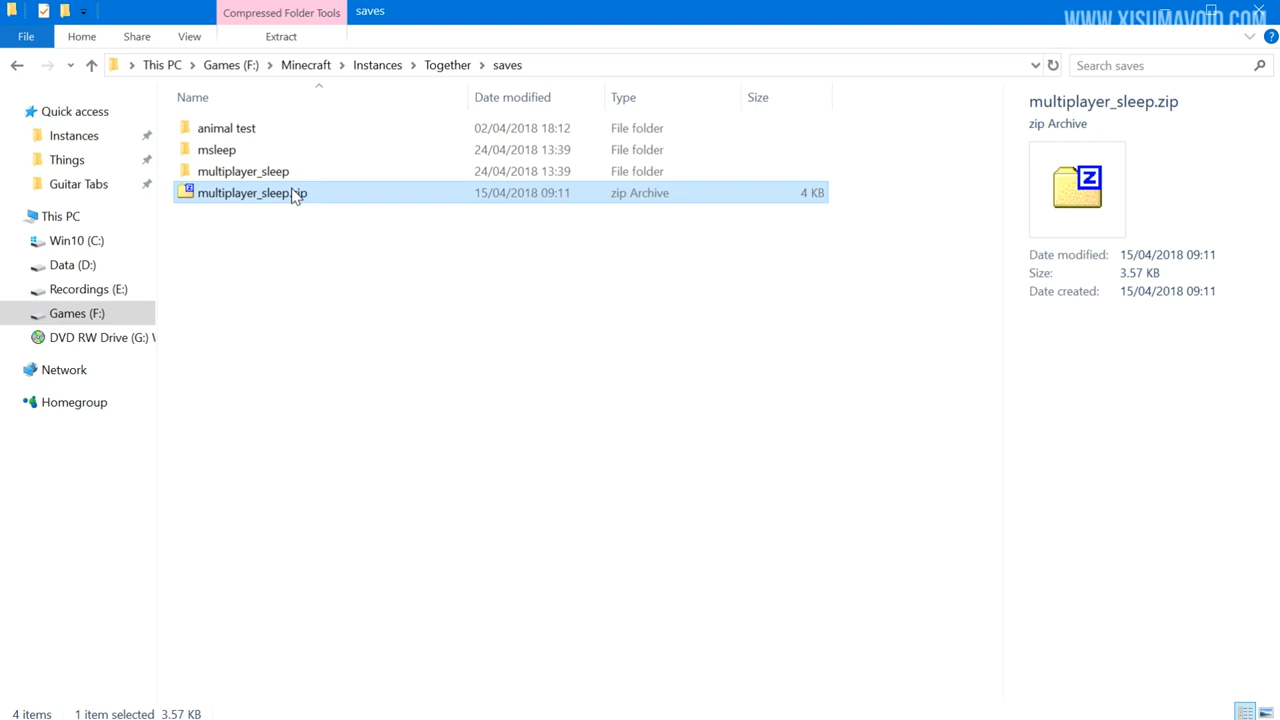 Compressed Folder Tools saves WWW.XISUMAVOID.COM
File Home Share View Extract
This PC Games (F:) Minecraft Instances Together saves Search saves
Name Date modified Type Size
animal test 02/04/2018 18:12 File folder
msleep 24/04/2018 13:39 File folder
multiplayer_sleep 24/04/2018 13:39 File folder
multiplayer_sleep.zip 15/04/2018 09:11 zip Archive 4 KB
Quick access
Instances
Things
Guitar Tabs
This PC
Win10 (C:)
Data (D:)
Recordings (E:)
Games (F:)
DVD RW Drive (G:)
Network
Homegroup
multiplayer_sleep.zip
zip Archive
Z
Date modified: 15/04/2018 09:11
Size: 3.57 KB
Date created: 15/04/2018 09:11
4 items 1 item selected 3.57 KB